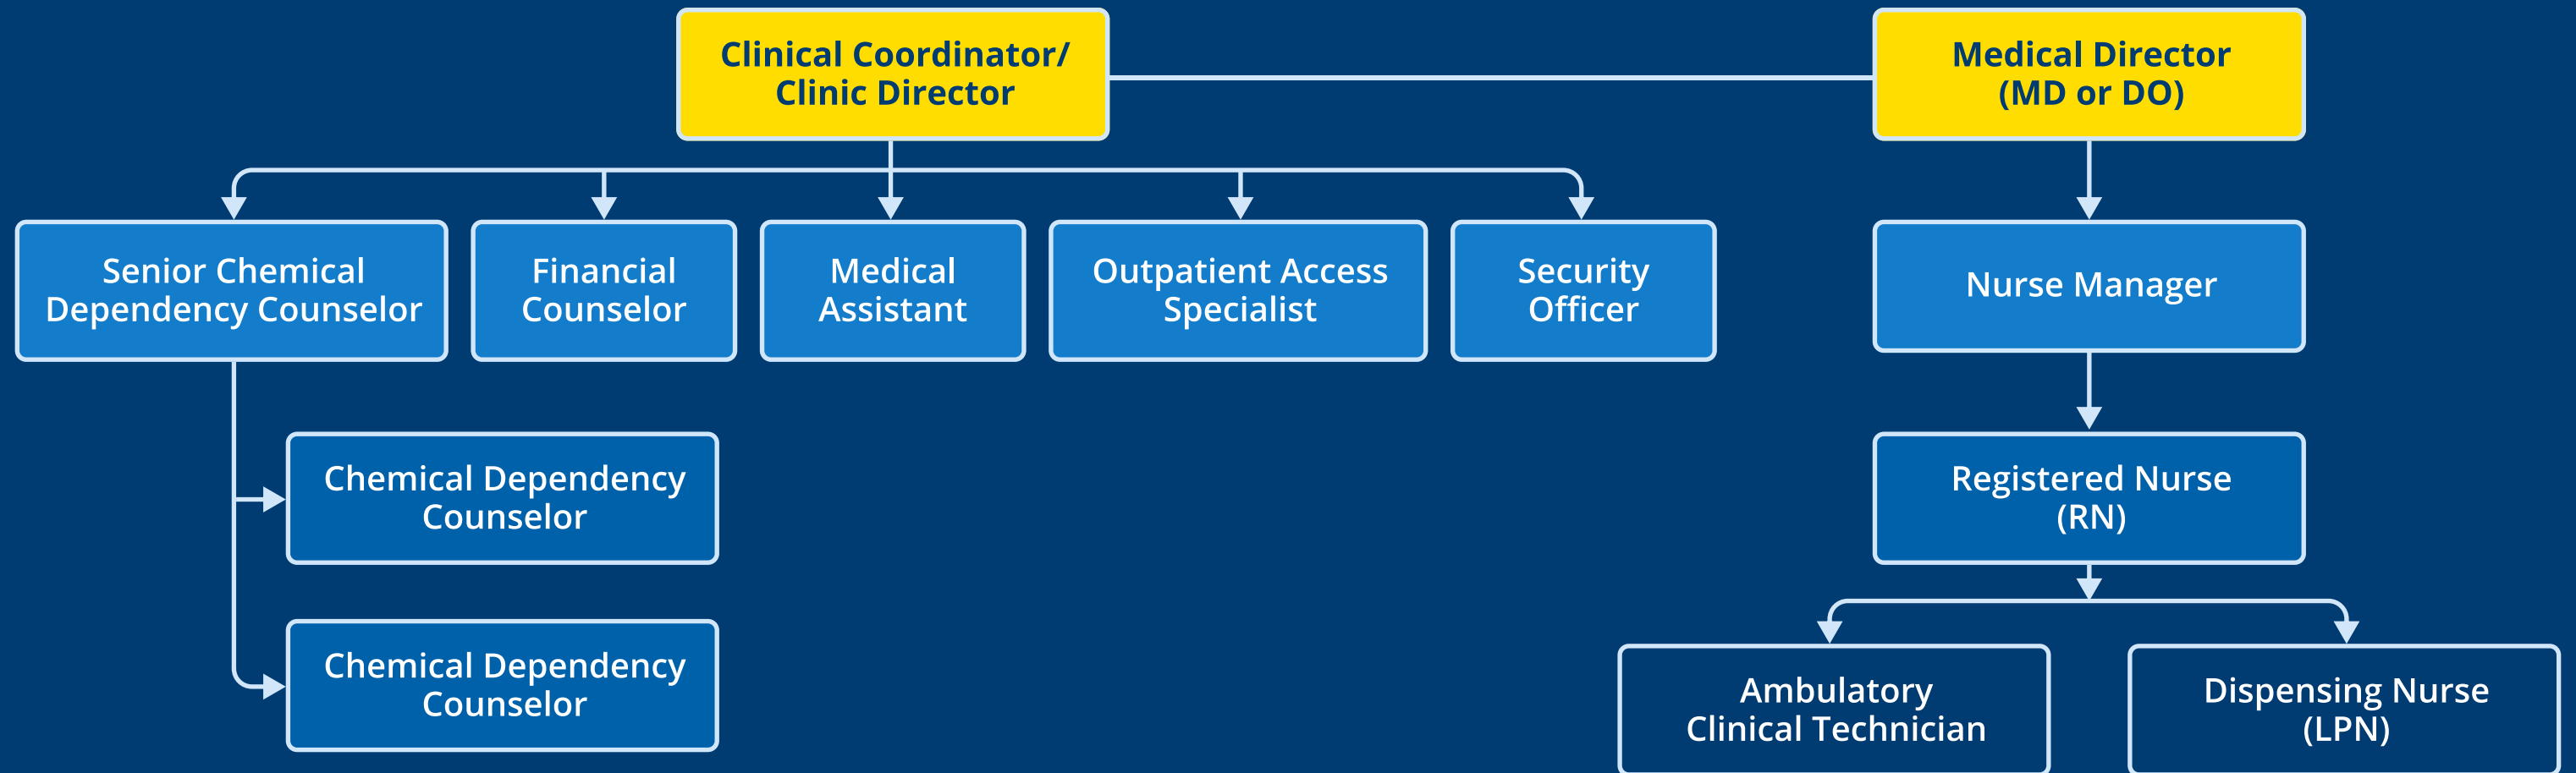 Clinical Coordinator/
Clinic Director
Medical Director
(MD or DO)
Senior Chemical
Dependency Counselor
Financial
Counselor
Medical
Assistant
Outpatient Access
Specialist
Security
Officer
Nurse Manager
Chemical Dependency
Counselor
Registered Nurse
(RN)
Chemical Dependency
Counselor
Ambulatory
Clinical Technician
Dispensing Nurse
(LPN)